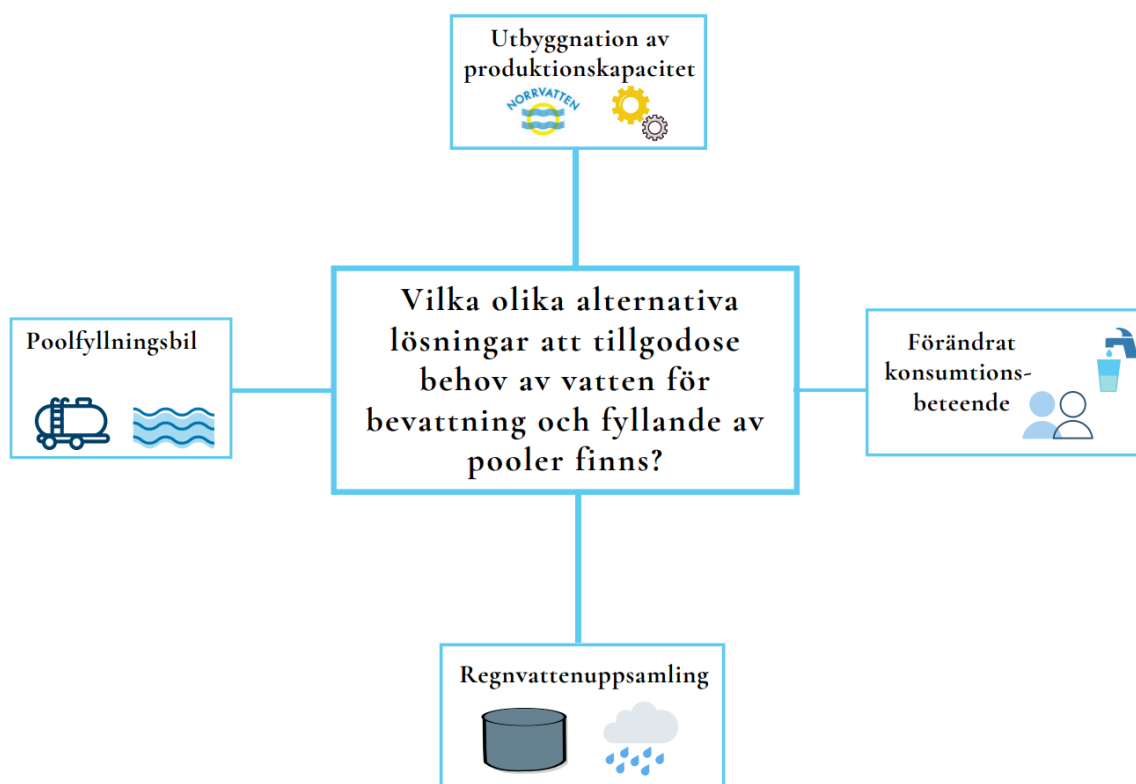 Utbyggnation av
produktionskapacitet
NORRVATTEN
Poolfyllningsbil
Vilka olika alternativa
lösningar att tillgodose
behov av vatten för
bevattning och fyllande av
pooler finns?
Förändrat
konsumtions-
beteende
Regnvattenuppsamling